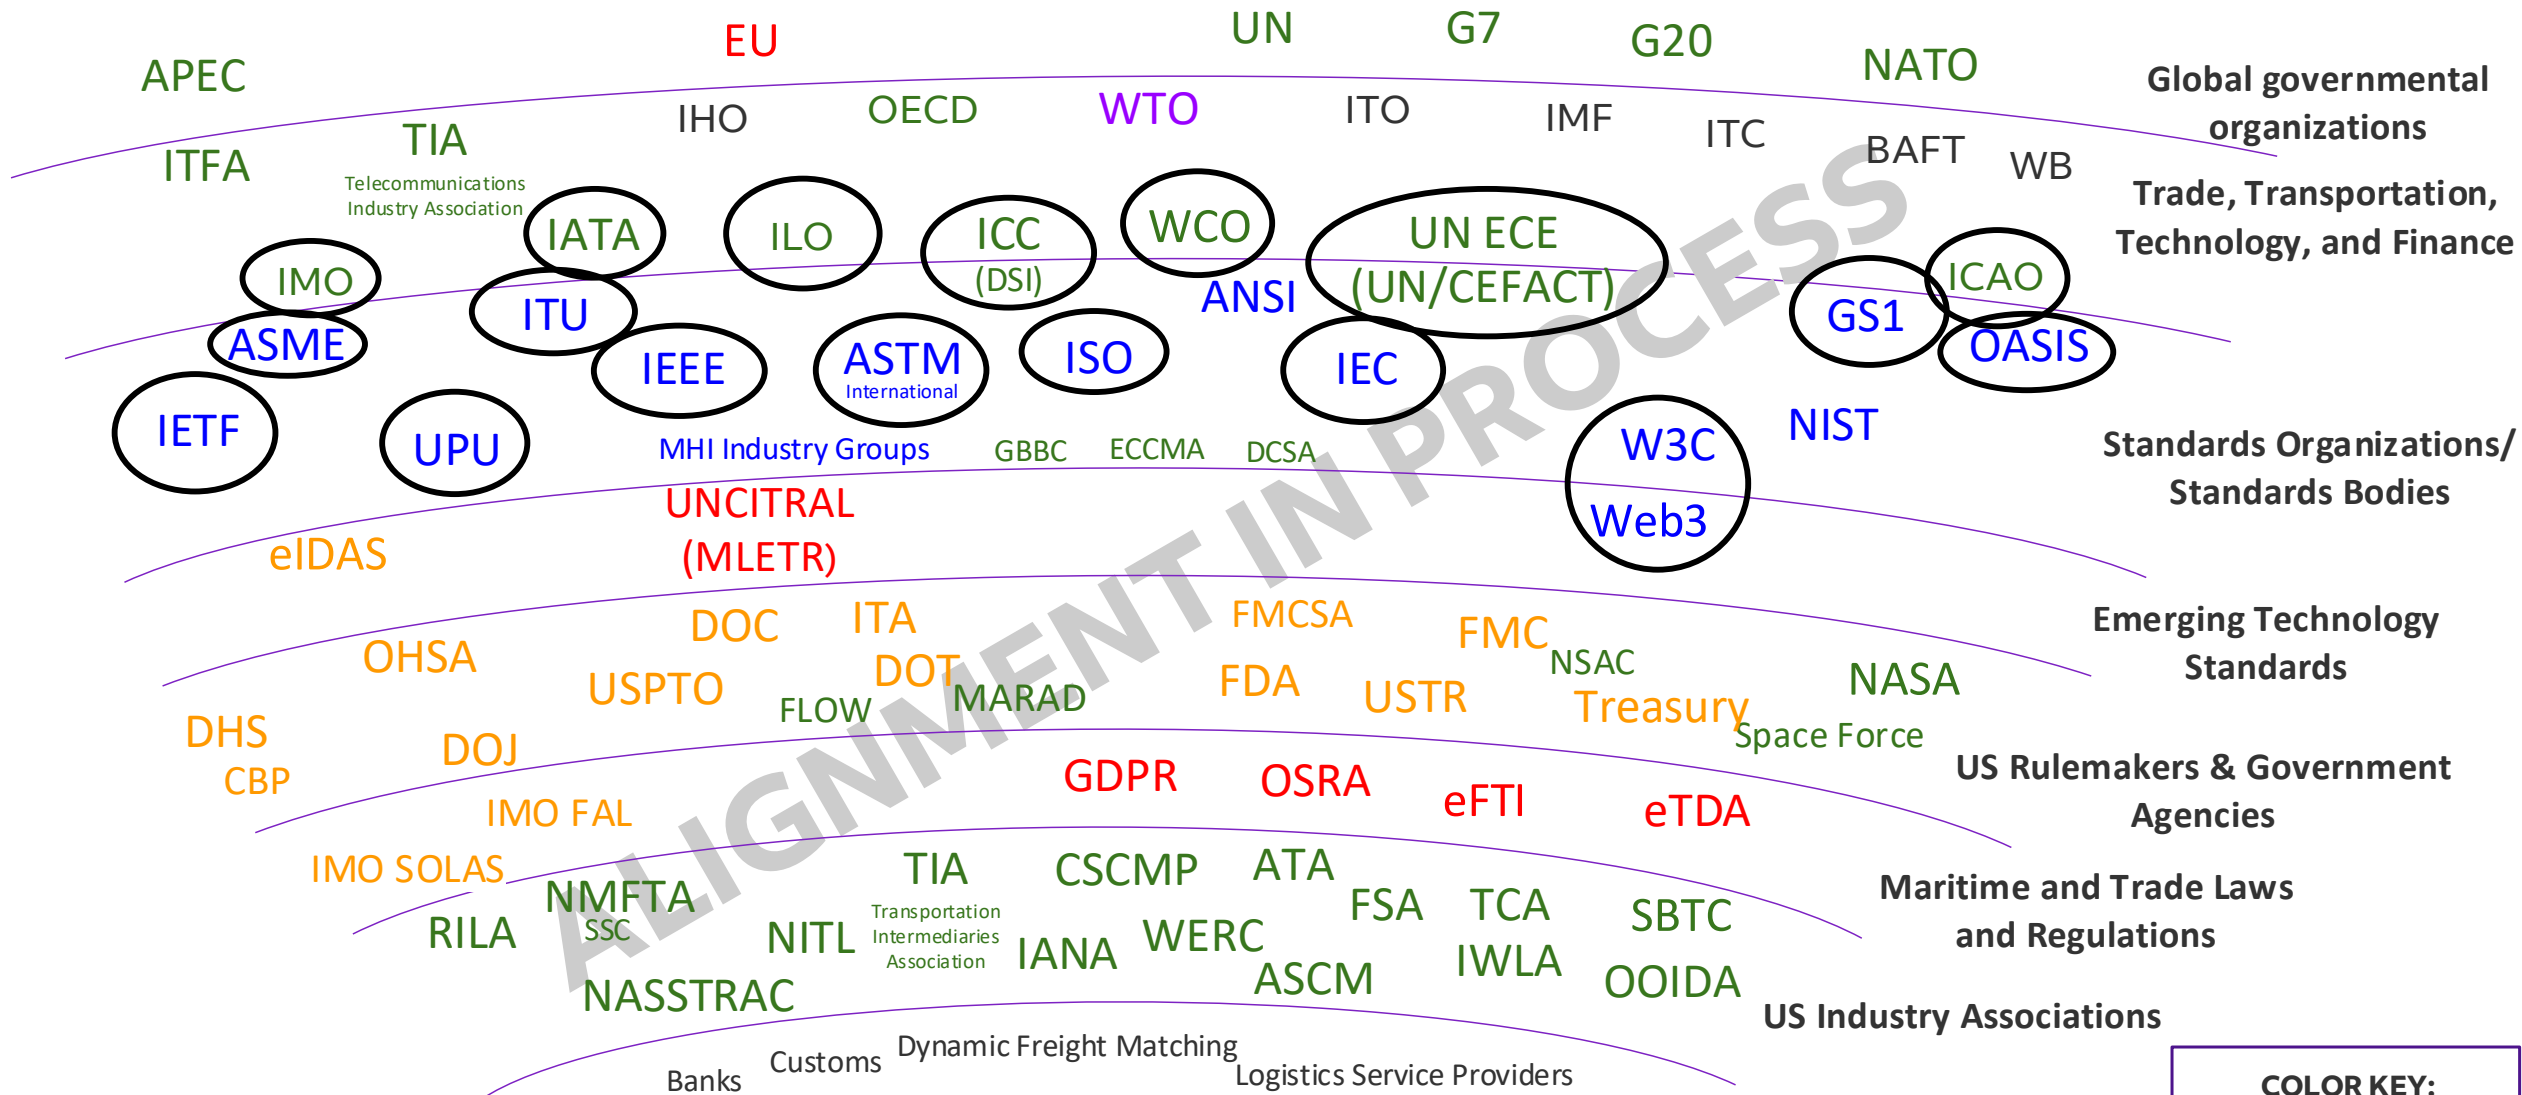 EU
UN
G7
G20
NATO
APEC
Global governmental
organizations
IHO
OECD
WTO
ITO
IMF
ITC
BAFT
WB
TIA
Telecommunications
Industry Association
ITFA
Trade, Transportation,
Technology, and Finance
IATA
ILO
ICC
(DSI)
WCO
UN ECE
(UN/CEFACT)
IMO
ICAO
ITU
ANSI
GS1
ASME
OASIS
IEEE
ASTM
International
ISO
IEC
IETF
UPU
MHI Industry Groups
GBBC
ECCMA
DCSA
W3C
Web3
NIST
Standards Organizations/
Standards Bodies
UNCITRAL
(MLETR)
eIDAS
Emerging Technology
Standards
DOC
ITA
FMCSA
FMC
OHSA
DOT
NSAC
USPTO
FLOW
MARAD
FDA
USTR
Treasury
NASA
Space Force
DHS
CBP
DOJ
US Rulemakers & Government
Agencies
GDPR
OSRA
eFTI
eTDA
IMO FAL
IMO SOLAS
Maritime and Trade Laws
and Regulations
TIA
Transportation
Intermediaries
Association
CSCMP
ATA
NMFTA
SSC
FSA
TCA
SBTC
RILA
NITL
IANA
WERC
IWLA
NASSTRAC
ASCM
OOIDA
US Industry Associations
Banks
Customs
Dynamic Freight Matching
Logistics Service Providers
COLOR KEY:
ALIGNMENT IN PROCESS